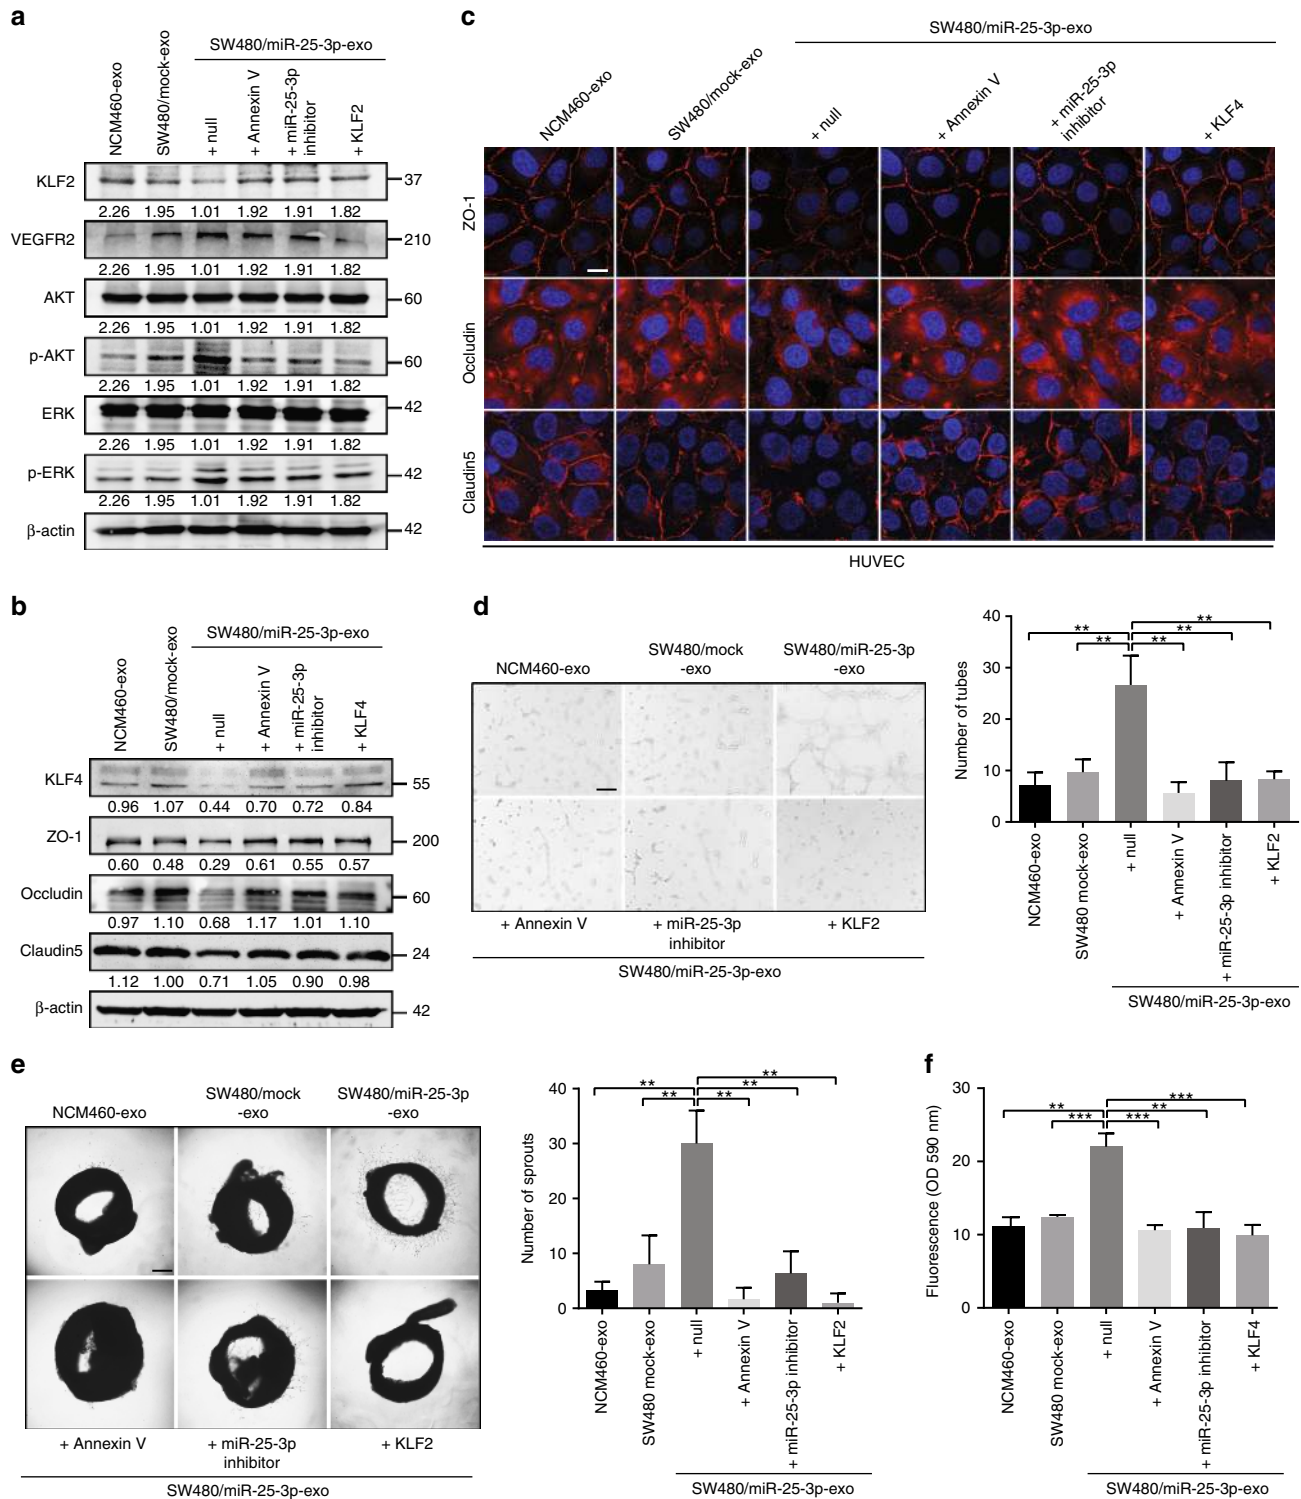 a
SW480/miR-25-3p-exo
NCM460-exo
SW480/mock-exo
+ null
+ Annexin V
+ miR-25-3p
inhibitor
+ KLF2
KLF2
37
2.26 1.95 1.01 1.92 1.91 1.82
VEGFR2
210
2.26 1.95 1.01 1.92 1.91 1.82
AKT
60
2.26 1.95 1.01 1.92 1.91 1.82
p-AKT
60
2.26 1.95 1.01 1.92 1.91 1.82
ERK
42
2.26 1.95 1.01 1.92 1.91 1.82
p-ERK
42
2.26 1.95 1.01 1.92 1.91 1.82
β-actin
42
b
SW480/miR-25-3p-exo
NCM460-exo
SW480/mock-exo
+ null
+ Annexin V
+ miR-25-3p
inhibitor
+ KLF4
KLF4
55
0.96 1.07 0.44 0.70 0.72 0.84
ZO-1
200
0.60 0.48 0.29 0.61 0.55 0.57
Occludin
60
0.97 1.10 0.68 1.17 1.01 1.10
Claudin5
24
1.12 1.00 0.71 1.05 0.90 0.98
β-actin
42
c
SW480/miR-25-3p-exo
NCM460-exo
SW480/mock-exo
+ null
+ Annexin V
+ miR-25-3p
inhibitor
+ KLF4
ZO-1
Occludin
Claudin5
HUVEC
d
NCM460-exo
SW480/mock
-exo
SW480/miR-25-3p
-exo
+ Annexin V
+ miR-25-3p
inhibitor
+ KLF2
SW480/miR-25-3p-exo
Number of tubes
40
30
20
10
0
**
**
**
**
**
NCM460-exo
SW480 mock-exo
+ null
+ Annexin V
+ miR-25-3p inhibitor
+ KLF2
SW480/miR-25-3p-exo
e
NCM460-exo
SW480/mock
-exo
SW480/miR-25-3p
-exo
+ Annexin V
+ miR-25-3p
inhibitor
+ KLF2
SW480/miR-25-3p-exo
Number of sprouts
40
30
20
10
0
**
**
**
**
**
NCM460-exo
SW480 mock-exo
+ null
+ Annexin V
+ miR-25-3p inhibitor
+ KLF2
SW480/miR-25-3p-exo
f
Fluorescence (OD 590 nm)
30
20
10
0
***
**
**
***
***
NCM460-exo
SW480 mock-exo
+ null
+ Annexin V
+ miR-25-3p inhibitor
+ KLF4
SW480/miR-25-3p-exo